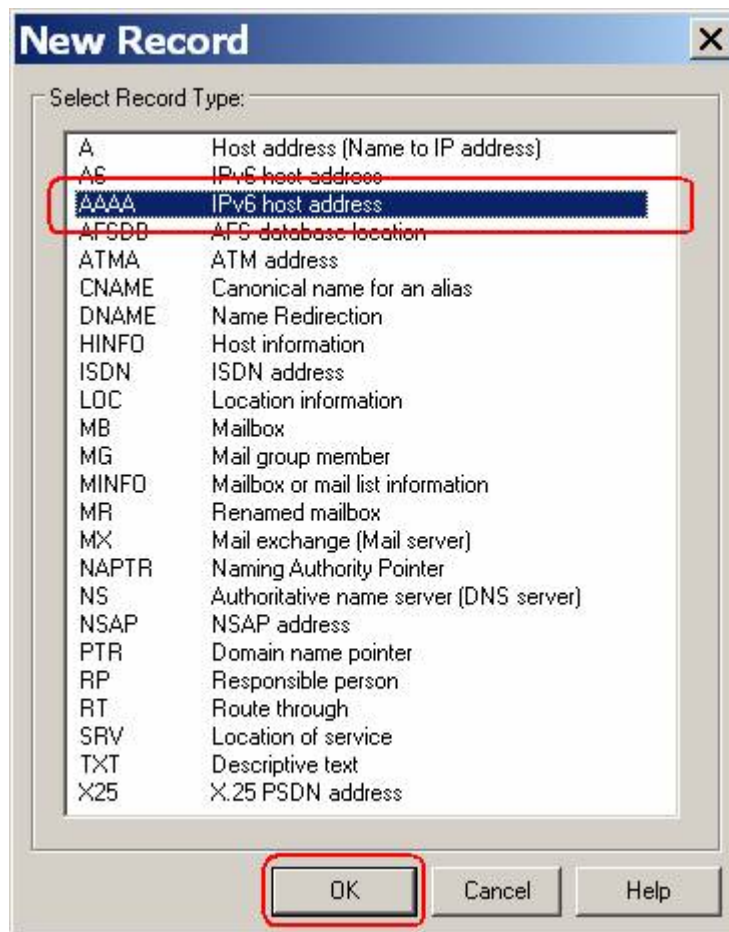 New Record
Select Record Type:
A Host address (Name to IP address)
A6 IPv6 host address
AAAA IPv6 host address
AFSDB AFS database location
ATMA ATM address
CNAME Canonical name for an alias
DNAME Name Redirection
HINFO Host information
ISDN ISDN address
LOC Location information
MB Mailbox
MG Mail group member
MINFO Mailbox or mail list information
MR Renamed mailbox
MX Mail exchange (Mail server)
NAPTR Naming Authority Pointer
NS Authoritative name server (DNS server)
NSAP NSAP address
PTR Domain name pointer
RP Responsible person
RT Route through
SRV Location of service
TXT Descriptive text
X25 X.25 PSDN address
OK Cancel Help